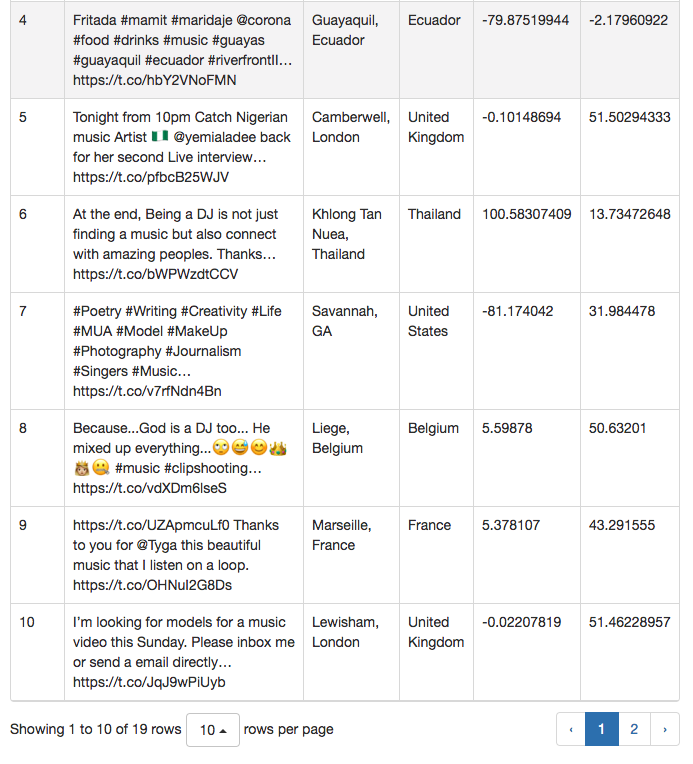 4 Fritada #mamit #maridaje @corona Guayaquil, Ecuador -79.87519944 -2.17960922
#food #drinks #music #guayas Ecuador
#guayaquil #ecuador #riverfrontII…
https://t.co/hbY2VNoFMN
5 Tonight from 10pm Catch Nigerian Camberwell, United -0.10148694 51.50294333
music Artist 🇳🇬 @yemialadee back London Kingdom
for her second Live interview…
https://t.co/pfbcB25WJV
6 At the end, Being a DJ is not just Khlong Tan Thailand 100.58307409 13.73472648
finding a music but also connect Nuea,
with amazing peoples. Thanks… Thailand
https://t.co/bWPWzdtCCV
7 #Poetry #Writing #Creativity #Life Savannah, United -81.174042 31.984478
#MUA #Model #MakeUp GA States
#Photography #Journalism
#Singers #Music…
https://t.co/v7rfNdn4Bn
8 Because...God is a DJ too... He Liege, Belgium 5.59878 50.63201
mixed up everything...🙄😅😊👸 Belgium
👸🤐 #music #clipshooting…
https://t.co/vdXDm6lseS
9 https://t.co/UZApmcuLf0 Thanks Marseille, France 5.378107 43.291555
to you for @Tyga this beautiful France
music that I listen on a loop.
https://t.co/OHNuI2G8Ds
10 I’m looking for models for a music Lewisham, United -0.02207819 51.46228957
video this Sunday. Please inbox me London Kingdom
or send a email directly…
https://t.co/JqJ9wPiUyb
Showing 1 to 10 of 19 rows 10 rows per page ‹ 1 2 ›